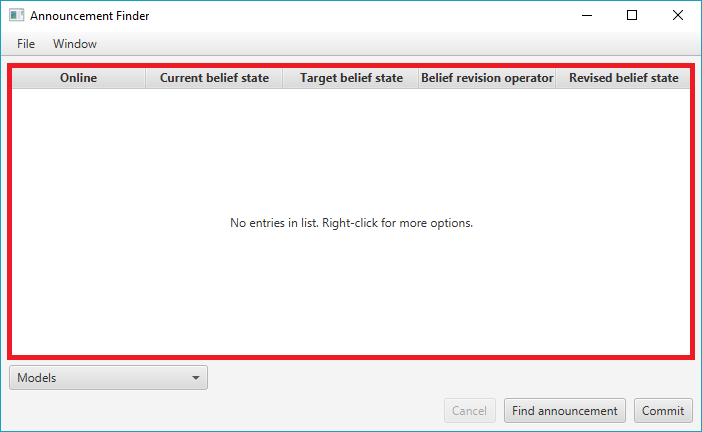 Announcement Finder
File Window
Online Current belief state Target belief state Belief revision operator Revised belief state
No entries in list. Right-click for more options.
Models
Cancel Find announcement Commit